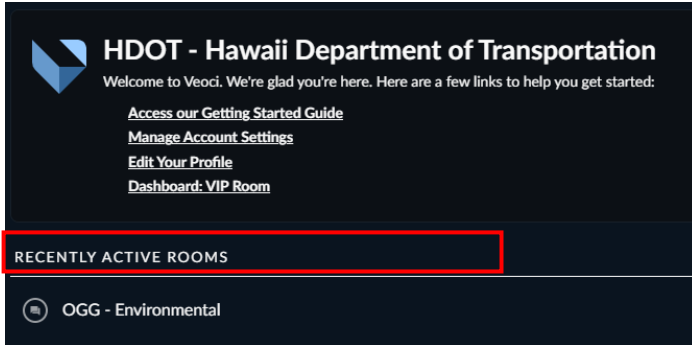 HDOT - Hawaii Department of Transportation
Welcome to Veoci. We're glad you're here. Here are a few links to help you get started:
Access our Getting Started Guide
Manage Account Settings
Edit Your Profile
Dashboard: VIP Room
RECENTLY ACTIVE ROOMS
OGG - Environmental